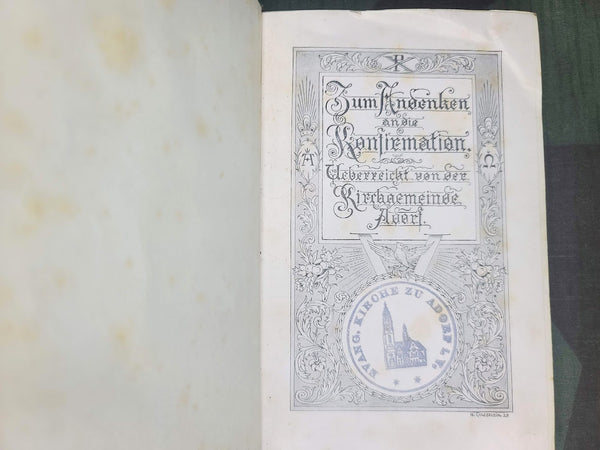 Zum Andenken
an die
Konfirmation.
Ueberreicht von der
Kirchgemeinde
Adorf.
A
Ω
EVANG. KIRCHE ZU ADORF i. V.